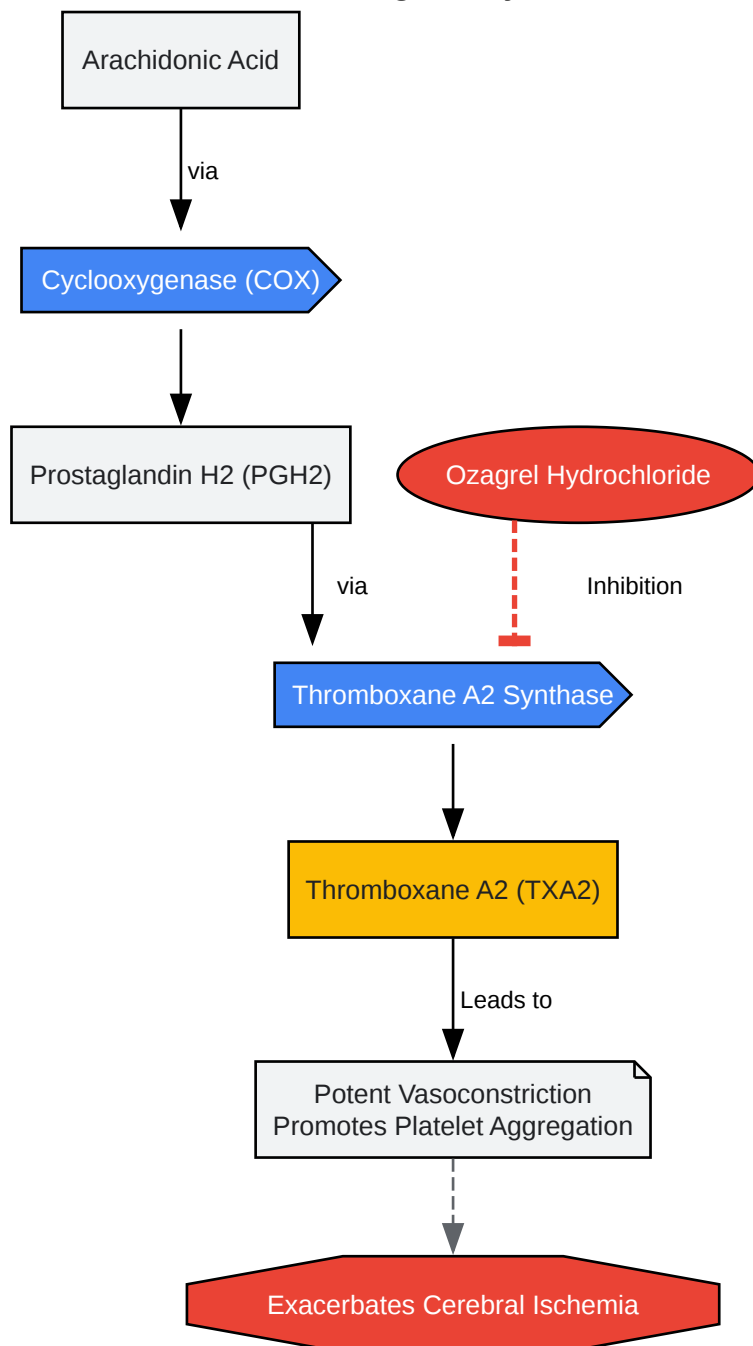 Arachidonic Acid
via
Cyclooxygenase (COX)
Prostaglandin H2 (PGH2)
Ozagrel Hydrochloride
via
Inhibition
Thromboxane A2 Synthase
Thromboxane A2 (TXA2)
Leads to
Potent Vasoconstriction
Promotes Platelet Aggregation
Exacerbates Cerebral Ischemia